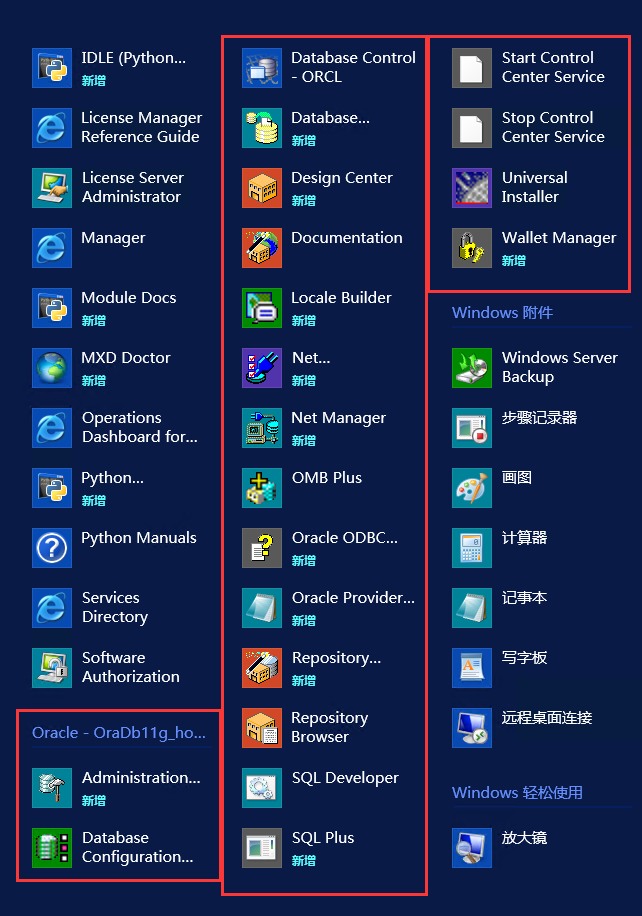 IDLE (Python...
新增
License Manager
Reference Guide
License Server
Administrator
Manager
Module Docs
新增
MXD Doctor
新增
Operations
Dashboard for...
Python...
新增
Python Manuals
Services
Directory
Software
Authorization
Oracle - OraDb11g_ho...
Administration...
新增
Database
Configuration...
Database Control
- ORCL
Database...
新增
Design Center
新增
Documentation
Locale Builder
新增
Net...
新增
Net Manager
新增
OMB Plus
Oracle ODBC...
新增
Oracle Provider...
新增
Repository...
新增
Repository
Browser
SQL Developer
SQL Plus
新增
Start Control
Center Service
Stop Control
Center Service
Universal
Installer
Wallet Manager
新增
Windows 附件
Windows Server
Backup
步骤记录器
画图
计算器
记事本
写字板
远程桌面连接
Windows 轻松使用
放大镜